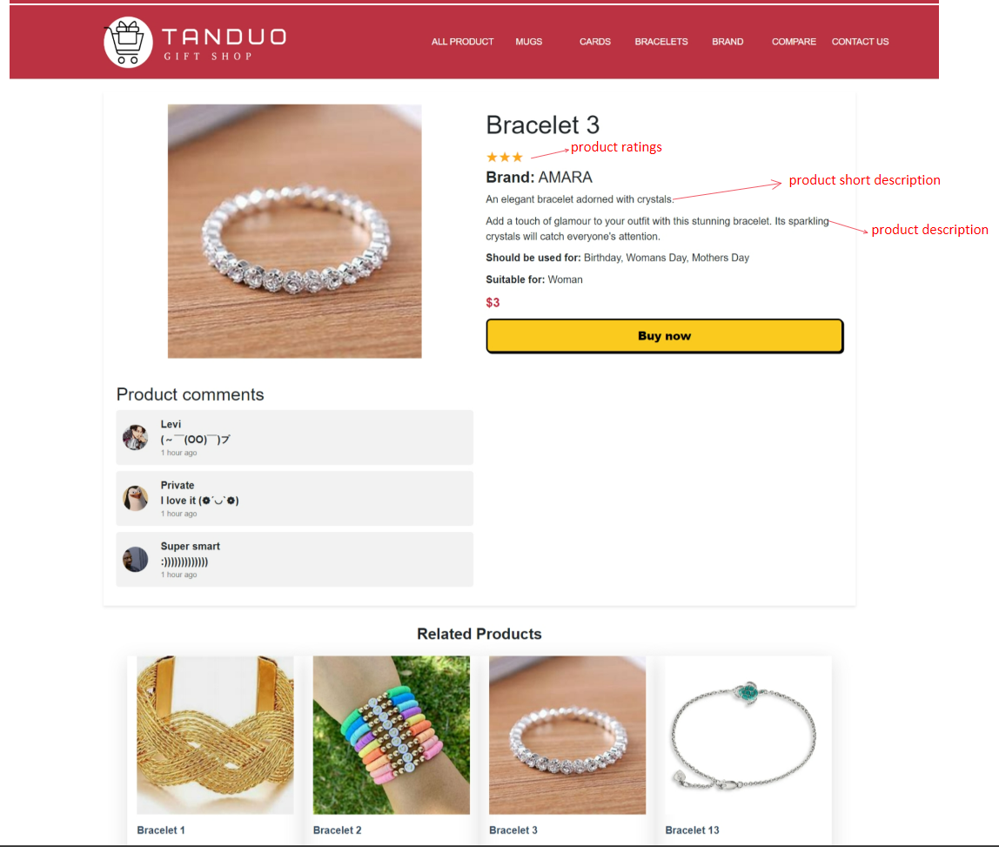 TANDUO
GIFT SHOP
ALL PRODUCT MUGS CARDS BRACELETS BRAND COMPARE CONTACT US
Bracelet 3
product ratings
Brand: AMARA
product short description
An elegant bracelet adorned with crystals.
Add a touch of glamour to your outfit with this stunning bracelet. Its sparkling
product description
crystals will catch everyone's attention.
Should be used for: Birthday, Womans Day, Mothers Day
Suitable for: Woman
$3
Buy now
Product comments
Levi
(～￣(OO)￣)ブ
1 hour ago
Private
I love it (❁´◡`❁)
1 hour ago
Super smart
:)))))))))))))
1 hour ago
Related Products
Bracelet 1 Bracelet 2 Bracelet 3 Bracelet 13